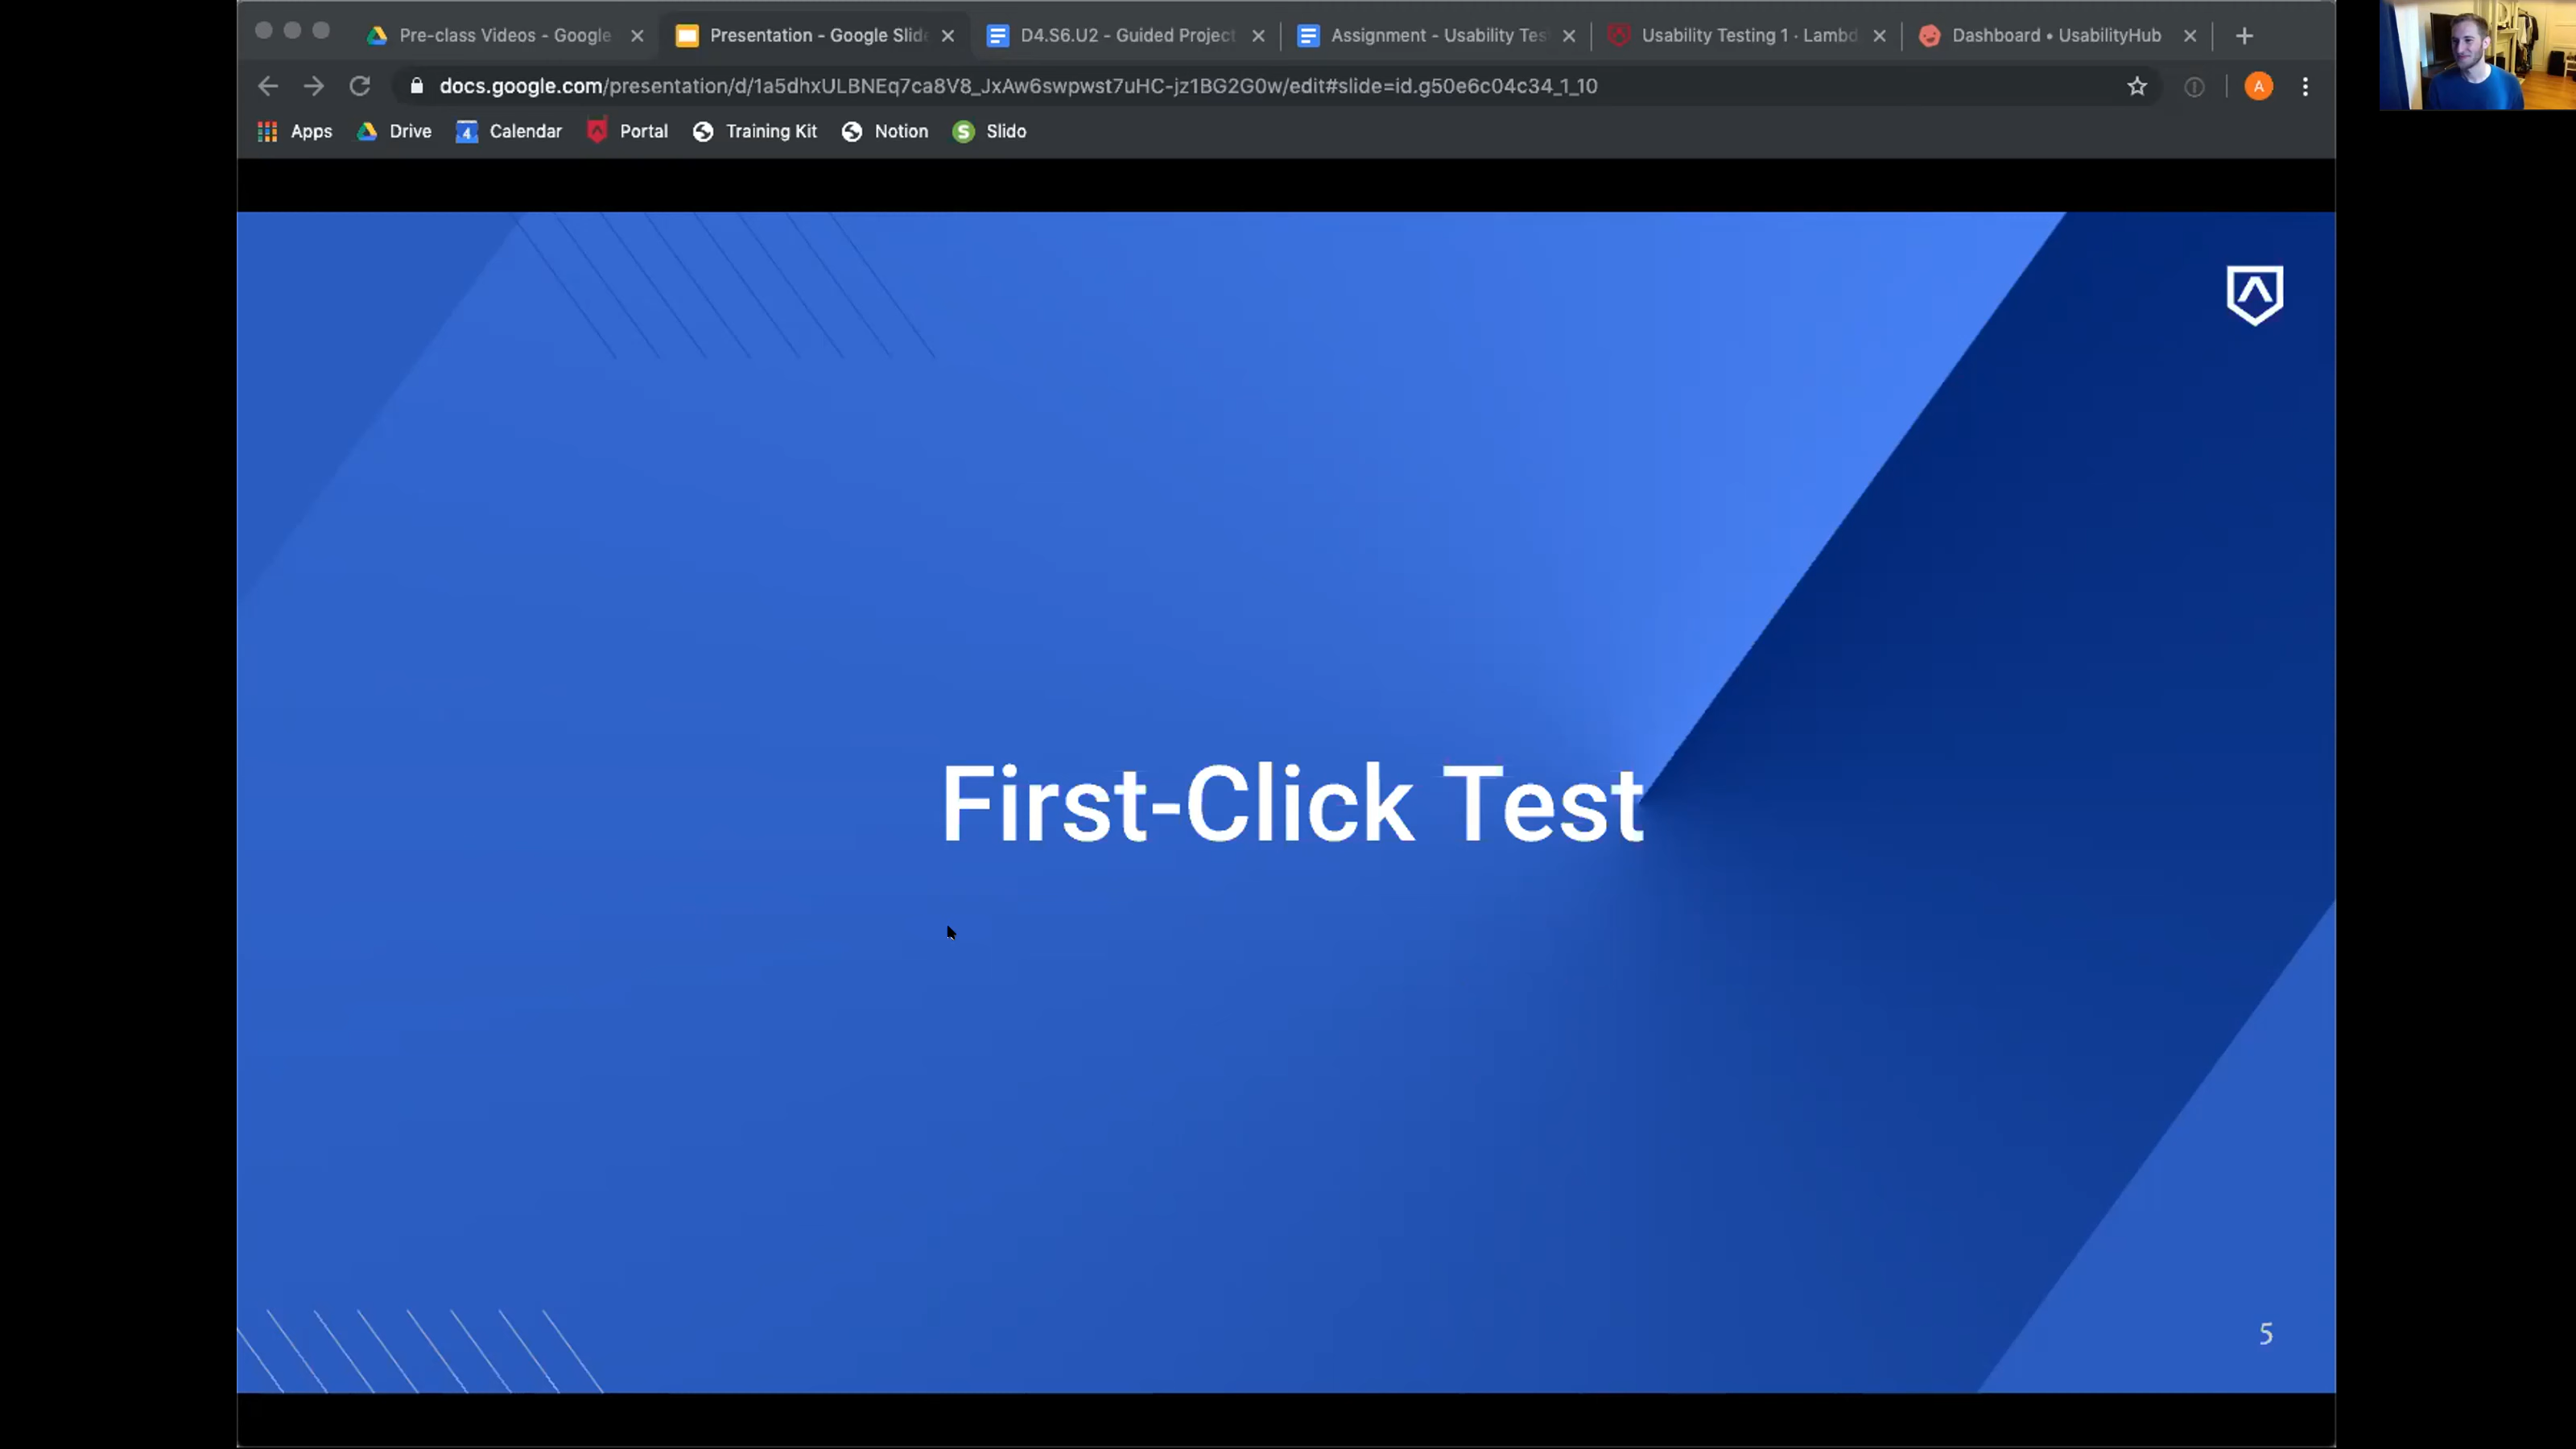 Pre-class Videos - Google
Presentation - Google Slide
D4.S6.U2 - Guided Project
Assignment - Usability Tes
Usability Testing 1 · Lambd
Dashboard • UsabilityHub
docs.google.com/presentation/d/1a5dhxULBNEq7ca8V8_JxAw6swpwst7uHC-jz1BG2G0w/edit#slide=id.g50e6c04c34_1_10
A
Apps
4
Calendar
Drive
Portal
Training Kit
Notion
S
Slido
First-Click Test
5